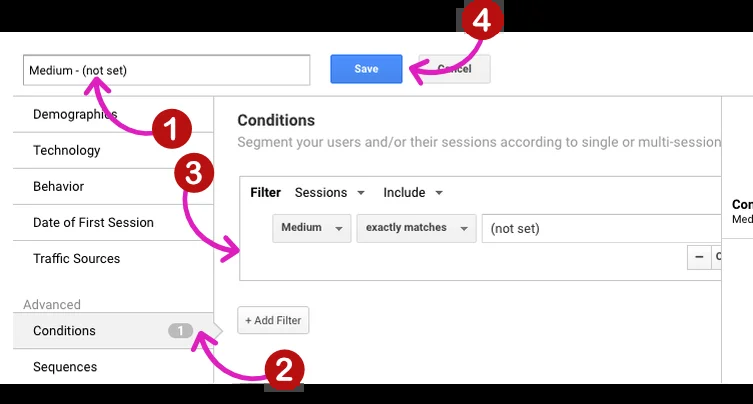 4
Medium - (not set)
Save
Cancel
Demographics
1
Conditions
Technology
Segment your users and/or their sessions according to single or multi-session
3
Behavior
Filter Sessions Include
Con
Date of First Session
Medium exactly matches (not set)
Med
Traffic Sources
–
Advanced
Conditions 1
+ Add Filter
Sequences
2